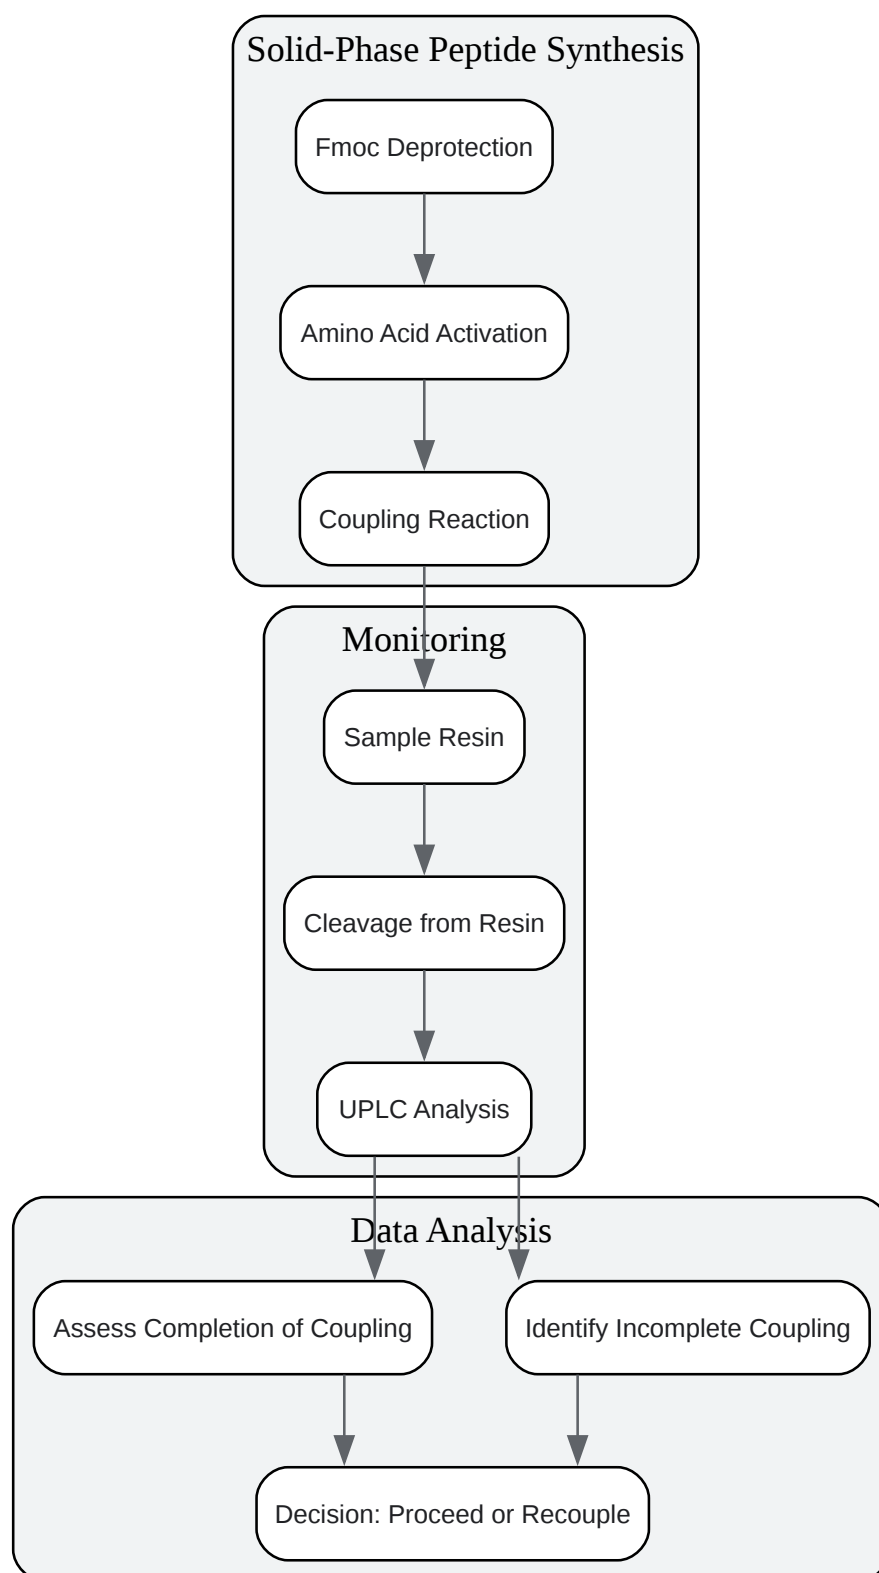 Solid-Phase Peptide Synthesis
Fmoc Deprotection
Amino Acid Activation
Coupling Reaction
Monitoring
Sample Resin
Cleavage from Resin
UPLC Analysis
Data Analysis
Assess Completion of Coupling
Identify Incomplete Coupling
Decision: Proceed or Recouple